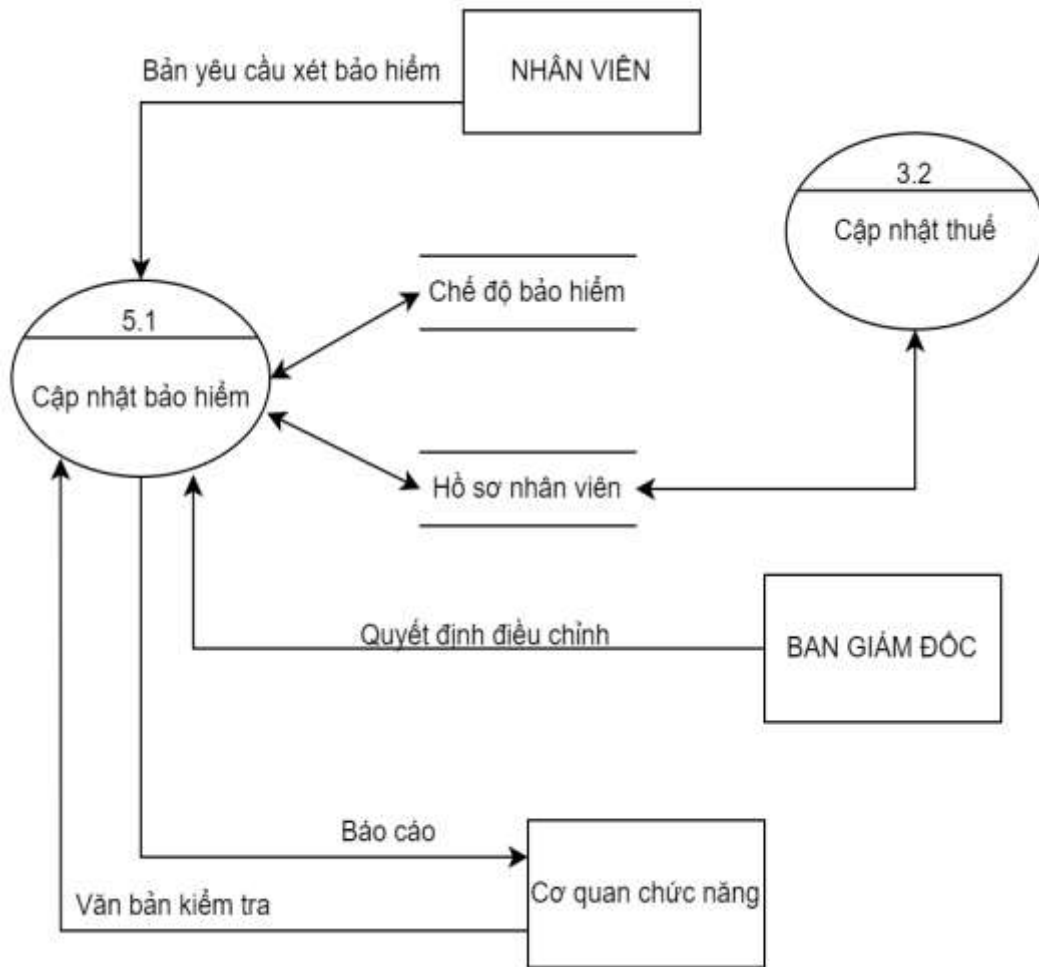 NHÂN VIÊN
Bản yêu cầu xét bảo hiểm
3.2
Cập nhật thuế
Chế độ bảo hiểm
5.1
Cập nhật bảo hiểm
Hồ sơ nhân viên
Quyết định điều chỉnh
BAN GIÁM ĐỐC
Báo cáo
Cơ quan chức năng
Văn bản kiểm tra